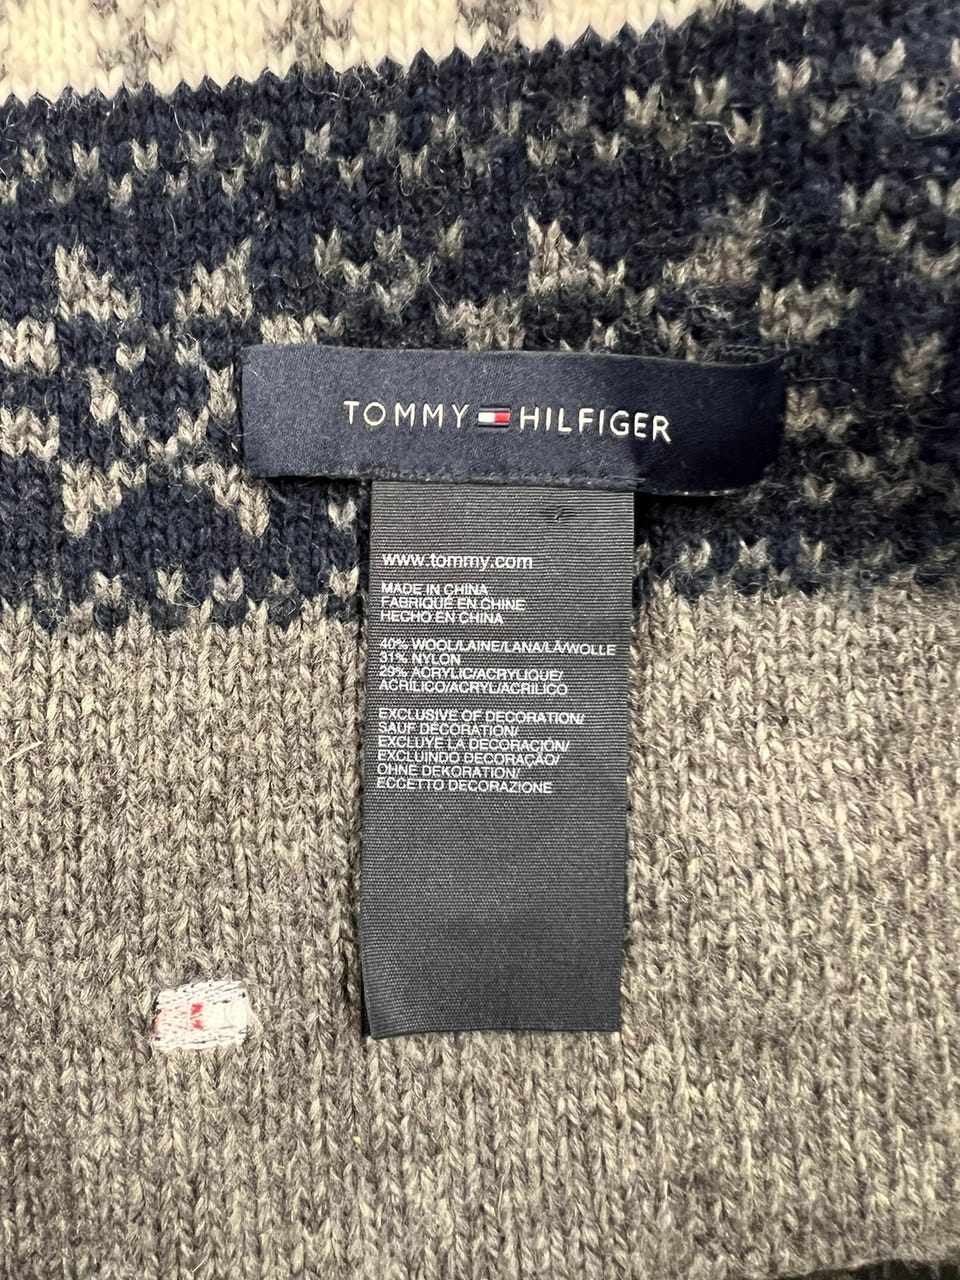 TOMMY HILFIGER
www.tommy.com
MADE IN CHINA
FABRIQUÉ EN CHINE
HECHO EN CHINA
40% WOOL/LAINE/LANA/LÃ/WOLLE
31% NYLON
29% ACRYLIC/ACRYLIQUE/
ACRÍLICO/ACRYL/ACRILICO
EXCLUSIVE OF DECORATION/
SAUF DÉCORATION/
EXCLUYE LA DECORACIÓN/
EXCLUINDO DECORAÇÃO/
OHNE DEKORATION/
ECCETTO DECORAZIONE